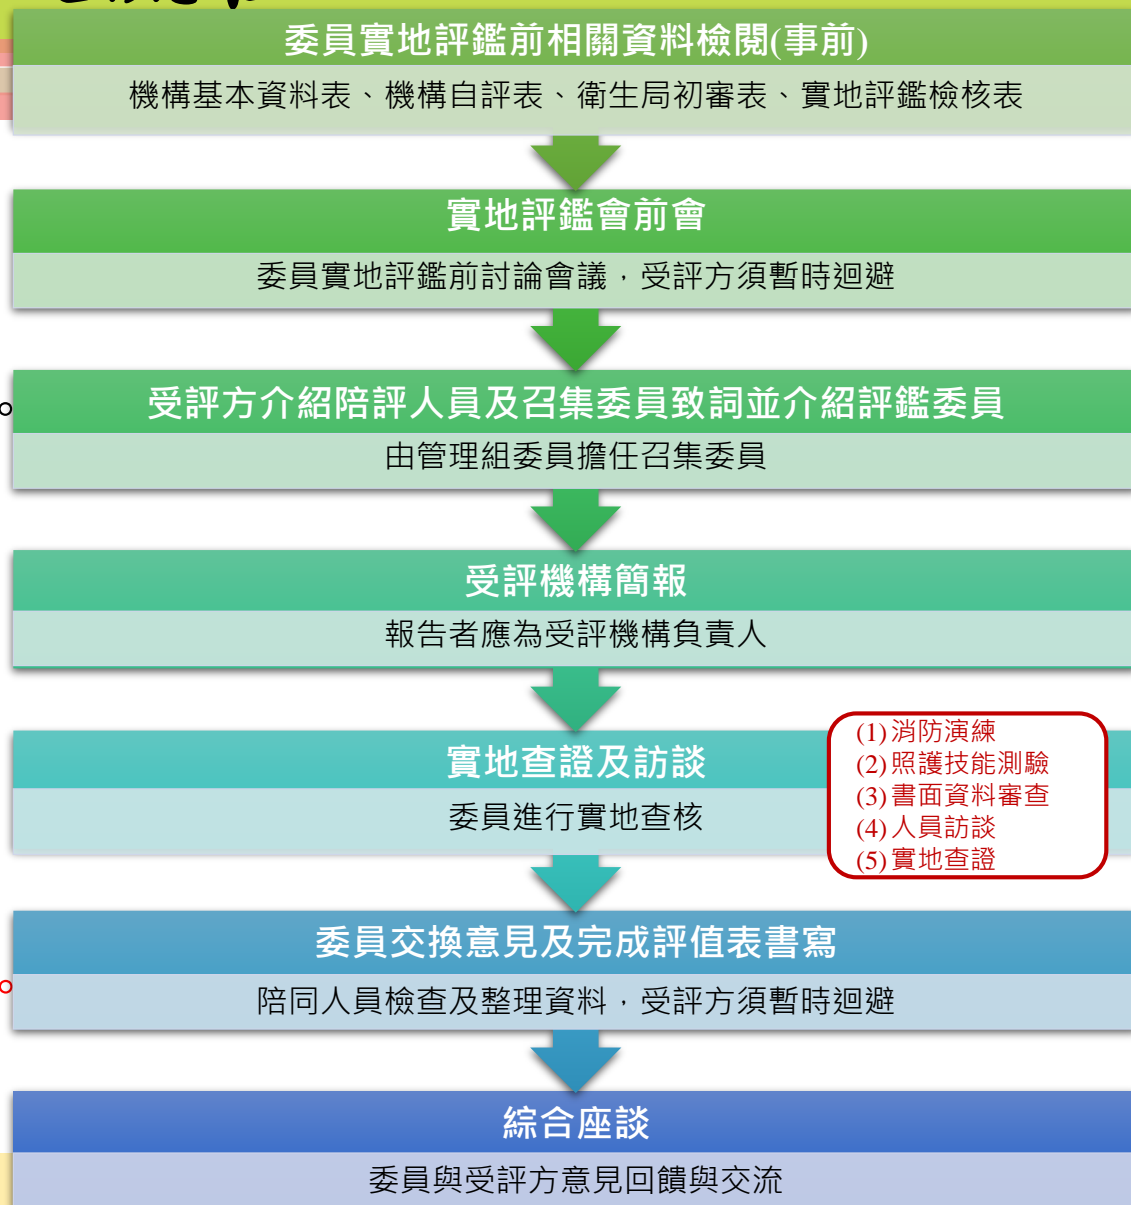 委員實地評鑑前相關資料檢閱(事前)
機構基本資料表、機構自評表、衛生局初審表、實地評鑑檢核表
實地評鑑會前會
委員實地評鑑前討論會議，受評方須暫時迴避
受評方介紹陪評人員及召集委員致詞並介紹評鑑委員
由管理組委員擔任召集委員
受評機構簡報
報告者應為受評機構負責人
實地查證及訪談
委員進行實地查核
(1)消防演練
(2)照護技能測驗
(3)書面資料審查
(4)人員訪談
(5)實地查證
委員交換意見及完成評值表書寫
陪同人員檢查及整理資料，受評方須暫時迴避
綜合座談
委員與受評方意見回饋與交流